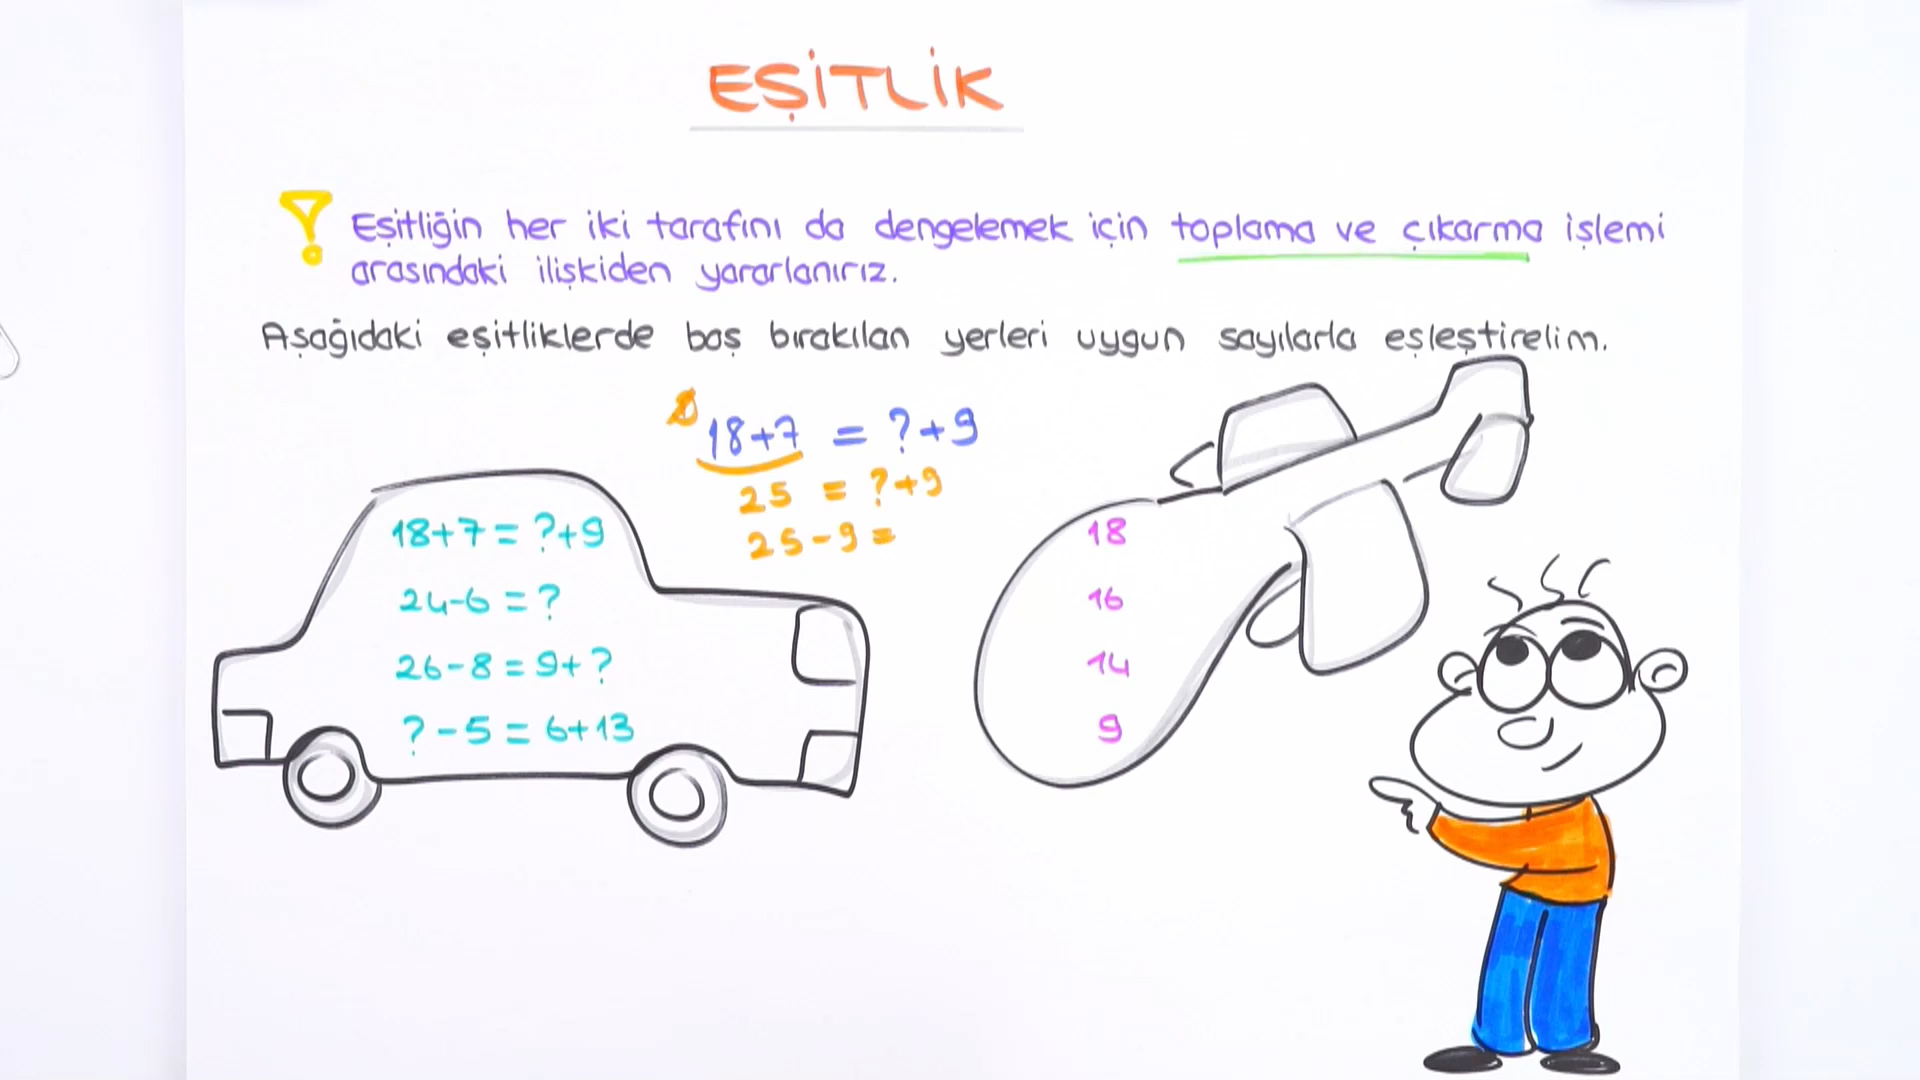 EŞİTLİK
Eşitliğin her iki tarafını da dengelemek için toplama ve çıkarma işlemi
arasındaki ilişkiden yararlanırız.
Aşağıdaki eşitliklerde boş bırakılan yerleri uygun sayılarla eşleştirelim.
18+7 = ?+9
25 = ?+9
25-9 =
18+7 = ?+9
24-6 = ?
26-8 = 9+?
? -5 = 6+13
18
16
14
9